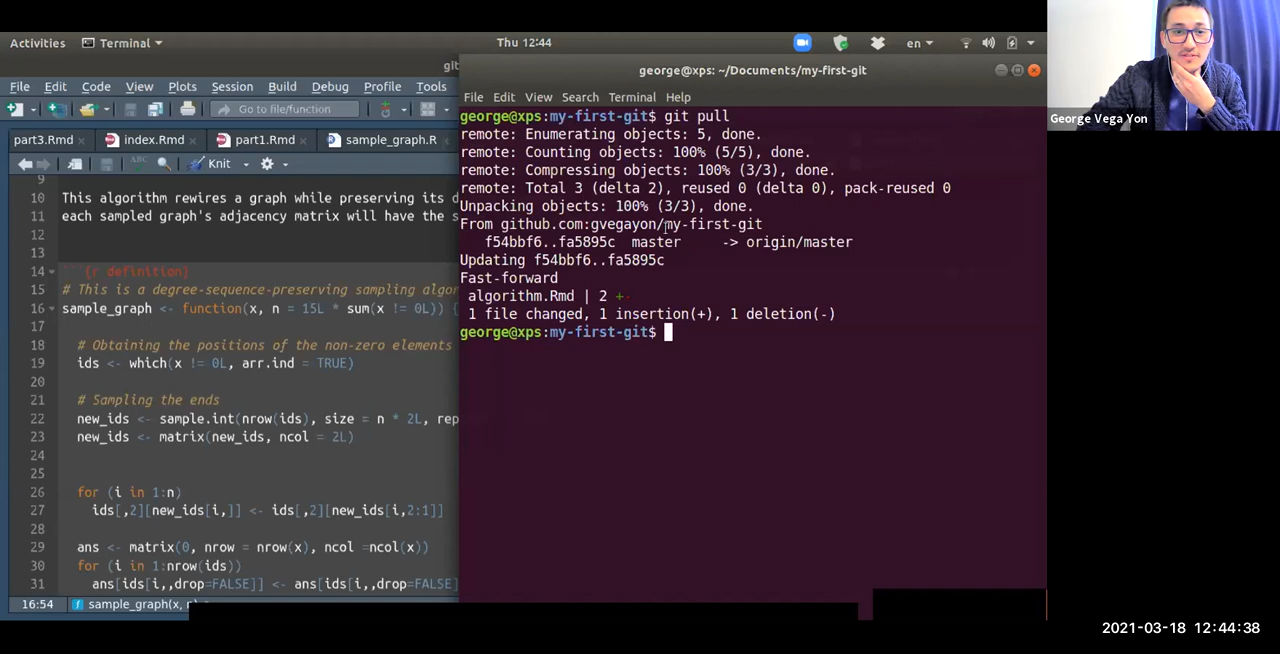 Activities Terminal Thu 12:44 en
george@xps: ~/Documents/my-first-git
File Edit Code View Plots Session Build Debug Profile Tools
Go to file/function
part3.Rmd index.Rmd part1.Rmd sample_graph.R
ABC Knit
9
10 This algorithm rewires a graph while preserving its d
11 each sampled graph's adjacency matrix will have the s
12
13
14 ```{r definition}
15 # This is a degree-sequence-preserving sampling algor
16 sample_graph <- function(x, n = 15L * sum(x != 0L)) {
17
18 # Obtaining the positions of the non-zero elements
19 ids <- which(x != 0L, arr.ind = TRUE)
20
21 # Sampling the ends
22 new_ids <- sample.int(nrow(ids), size = n * 2L, rep
23 new_ids <- matrix(new_ids, ncol = 2L)
24
25
26 for (i in 1:n)
27 ids[,2][new_ids[i,]] <- ids[,2][new_ids[i,2:1]]
28
29 ans <- matrix(0, nrow = nrow(x), ncol =ncol(x))
30 for (i in 1:nrow(ids))
31 ans[ids[i,,drop=FALSE]] <- ans[ids[i,,drop=FALSE]
16:54 sample_graph(x, n)
File Edit View Search Terminal Help
george@xps:my-first-git$ git pull
remote: Enumerating objects: 5, done.
remote: Counting objects: 100% (5/5), done.
remote: Compressing objects: 100% (3/3), done.
remote: Total 3 (delta 2), reused 0 (delta 0), pack-reused 0
Unpacking objects: 100% (3/3), done.
From github.com:gvegayon/my-first-git
f54bbf6..fa5895c master -> origin/master
Updating f54bbf6..fa5895c
Fast-forward
algorithm.Rmd | 2 +-
1 file changed, 1 insertion(+), 1 deletion(-)
george@xps:my-first-git$
George Vega Yon
2021-03-18 12:44:38